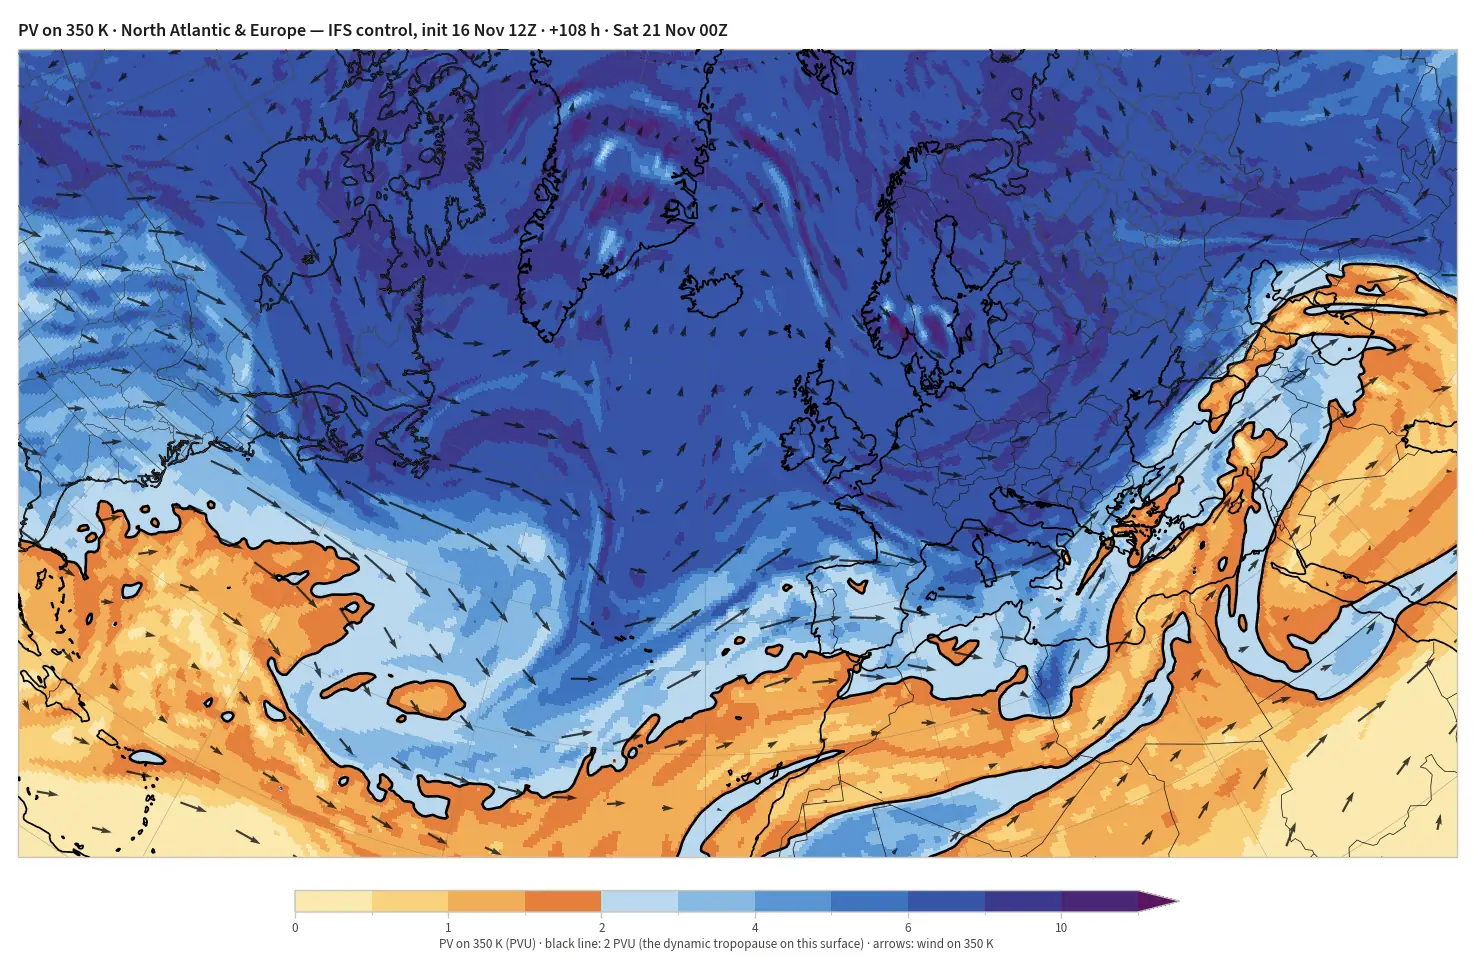 PV on 350 K · North Atlantic & Europe — IFS control, init 16 Nov 12Z · +108 h · Sat 21 Nov 00Z
0 1 2 4 6 10
PV on 350 K (PVU) · black line: 2 PVU (the dynamic tropopause on this surface) · arrows: wind on 350 K